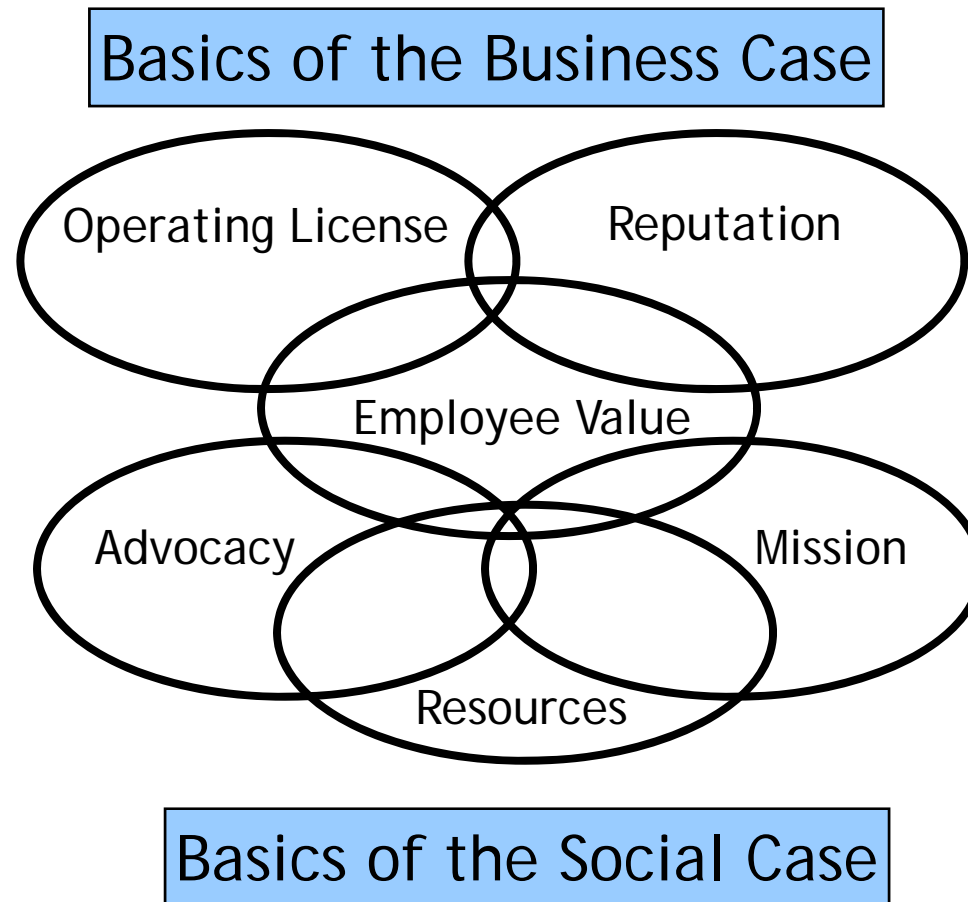 Basics of the Business Case
Operating License
Reputation
Employee Value
Advocacy
Mission
Resources
Basics of the Social Case